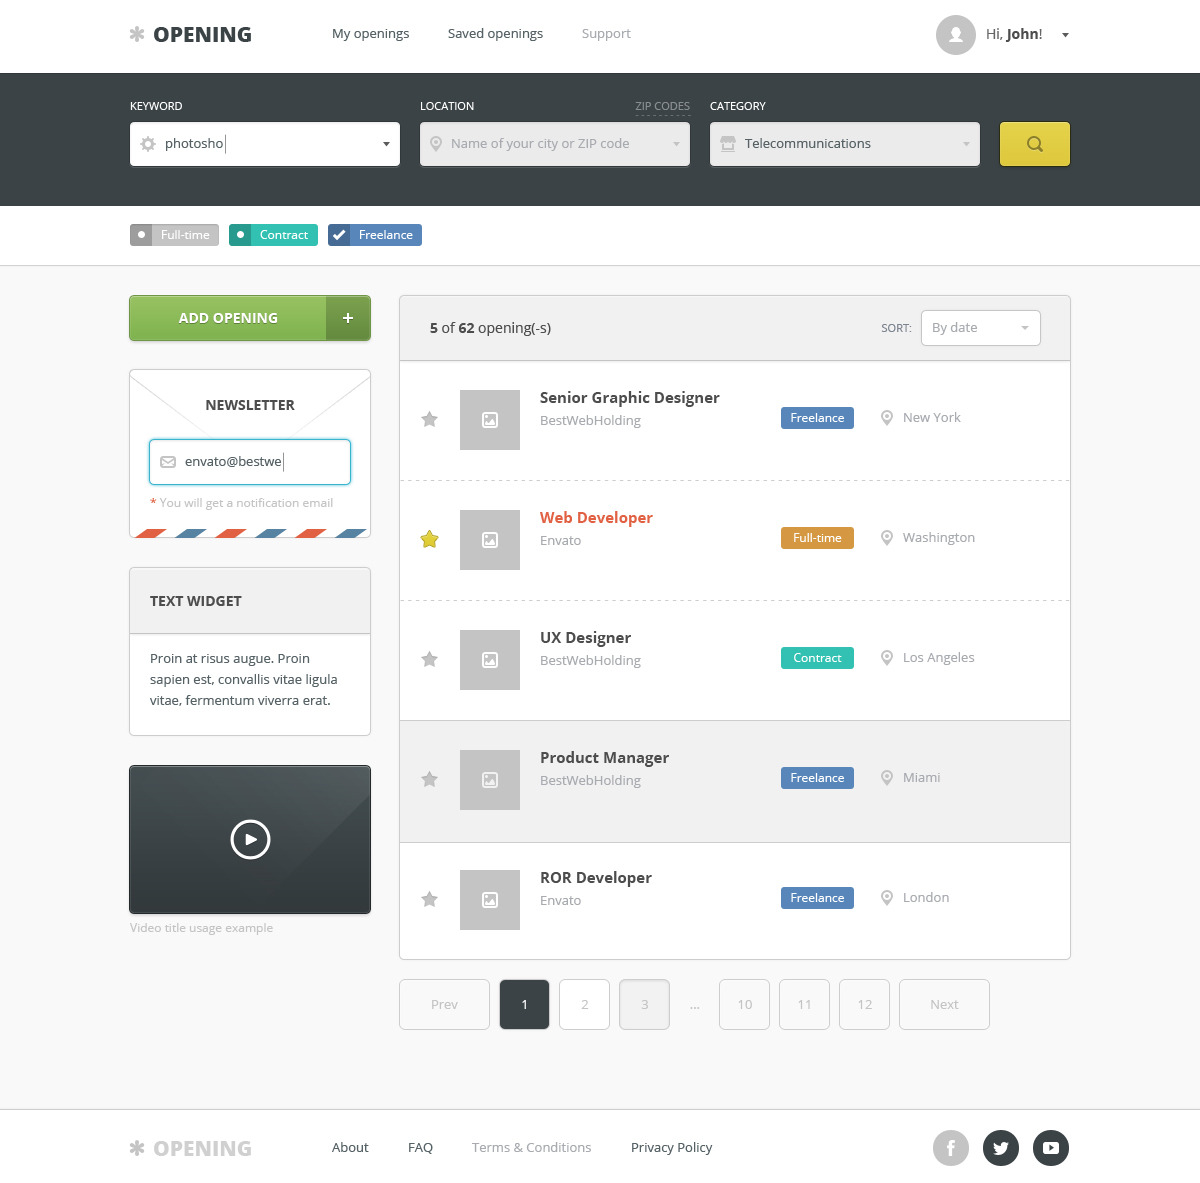 OPENING
My openings
Saved openings
Support
Hi, John!
KEYWORD
LOCATION
ZIP CODES
CATEGORY
photosho
Name of your city or ZIP code
Telecommunications
Full-time
Contract
Freelance
ADD OPENING
+
NEWSLETTER
envato@bestwe
* You will get a notification email
TEXT WIDGET
Proin at risus augue. Proin
sapien est, convallis vitae ligula
vitae, fermentum viverra erat.
Video title usage example
5 of 62 opening(-s)
SORT:
By date
Senior Graphic Designer
BestWebHolding
Freelance
New York
Web Developer
Envato
Full-time
Washington
UX Designer
BestWebHolding
Contract
Los Angeles
Product Manager
BestWebHolding
Freelance
Miami
ROR Developer
Envato
Freelance
London
Prev
1
2
3
...
10
11
12
Next
OPENING
About
FAQ
Terms & Conditions
Privacy Policy